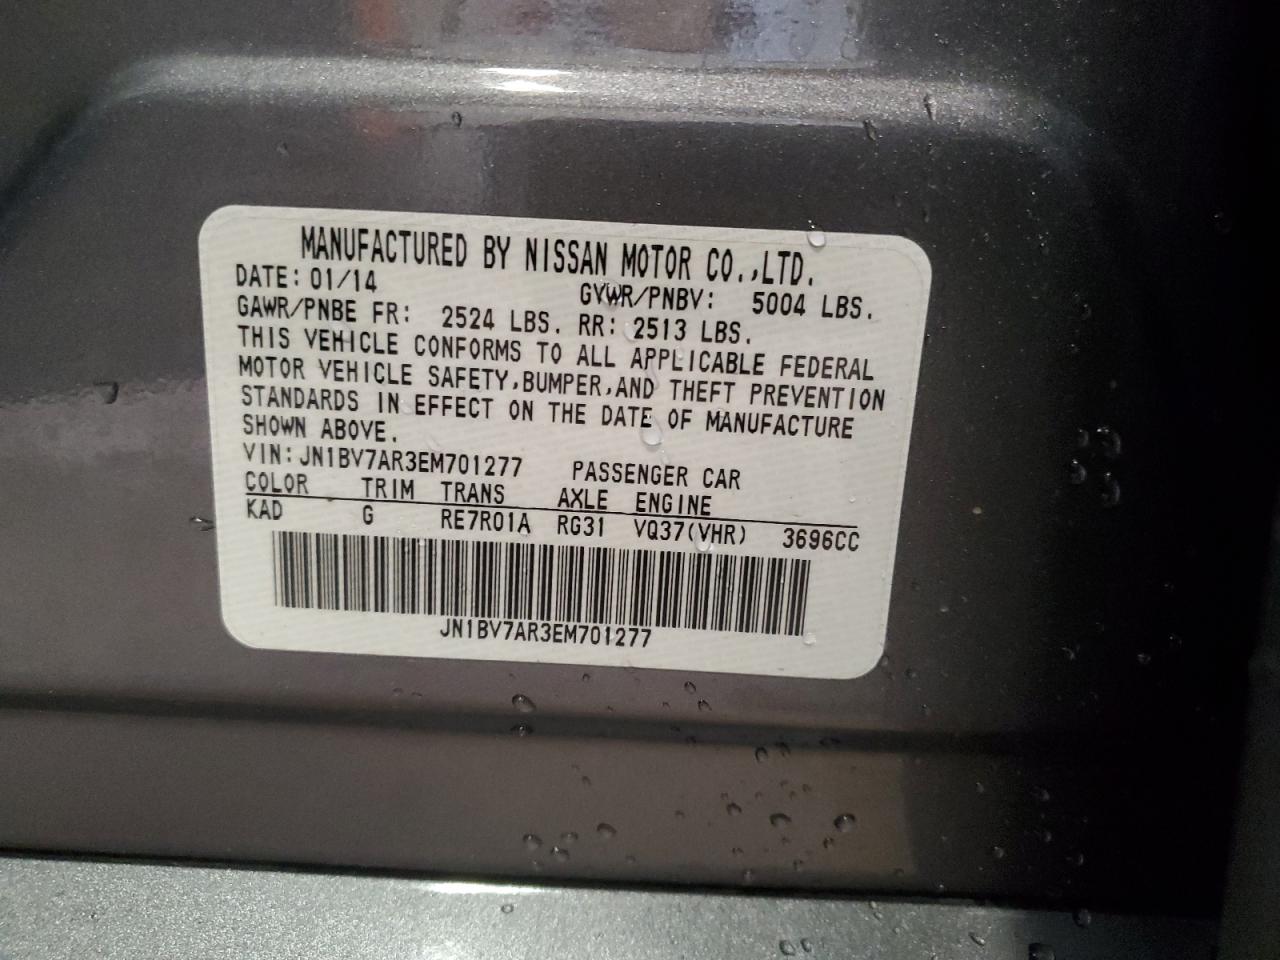 MANUFACTURED BY NISSAN MOTOR CO.,LTD.
DATE: 01/14 GVWR/PNBV: 5004 LBS.
GAWR/PNBE FR: 2524 LBS. RR: 2513 LBS.
THIS VEHICLE CONFORMS TO ALL APPLICABLE FEDERAL
MOTOR VEHICLE SAFETY,BUMPER,AND THEFT PREVENTION
STANDARDS IN EFFECT ON THE DATE OF MANUFACTURE
SHOWN ABOVE.
VIN:JN1BV7AR3EM701277 PASSENGER CAR
COLOR TRIM TRANS AXLE ENGINE
KAD G RE7R01A RG31 VQ37(VHR) 3696CC
JN1BV7AR3EM701277